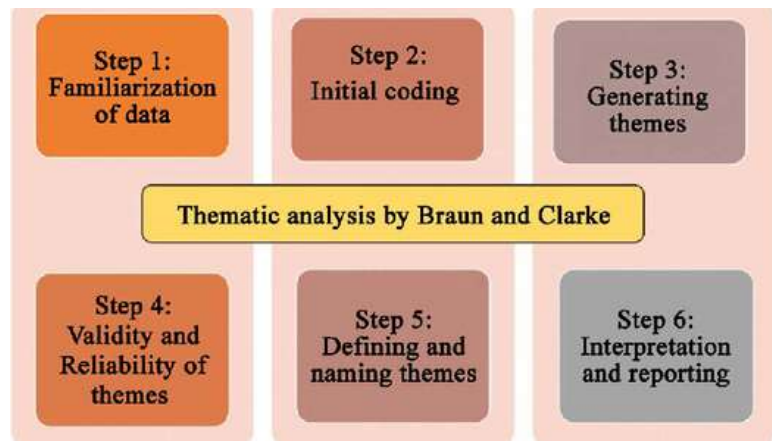 Step 1:
Familiarization
of data
Step 2:
Initial coding
Step 3:
Generating
themes
Thematic analysis by Braun and Clarke
Step 4:
Validity and
Reliability of
themes
Step 5:
Defining and
naming themes
Step 6:
Interpretation
and reporting